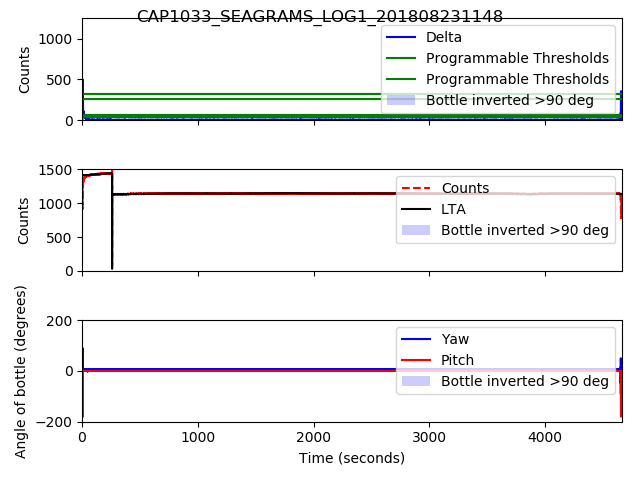 CAP1033_SEAGRAMS_LOG1_201808231148
Counts
1000
500
0
Delta
Programmable Thresholds
Programmable Thresholds
Bottle inverted >90 deg
Counts
1500
1000
500
0
Counts
LTA
Bottle inverted >90 deg
Angle of bottle (degrees)
200
0
−200
Yaw
Pitch
Bottle inverted >90 deg
0 1000 2000 3000 4000
Time (seconds)